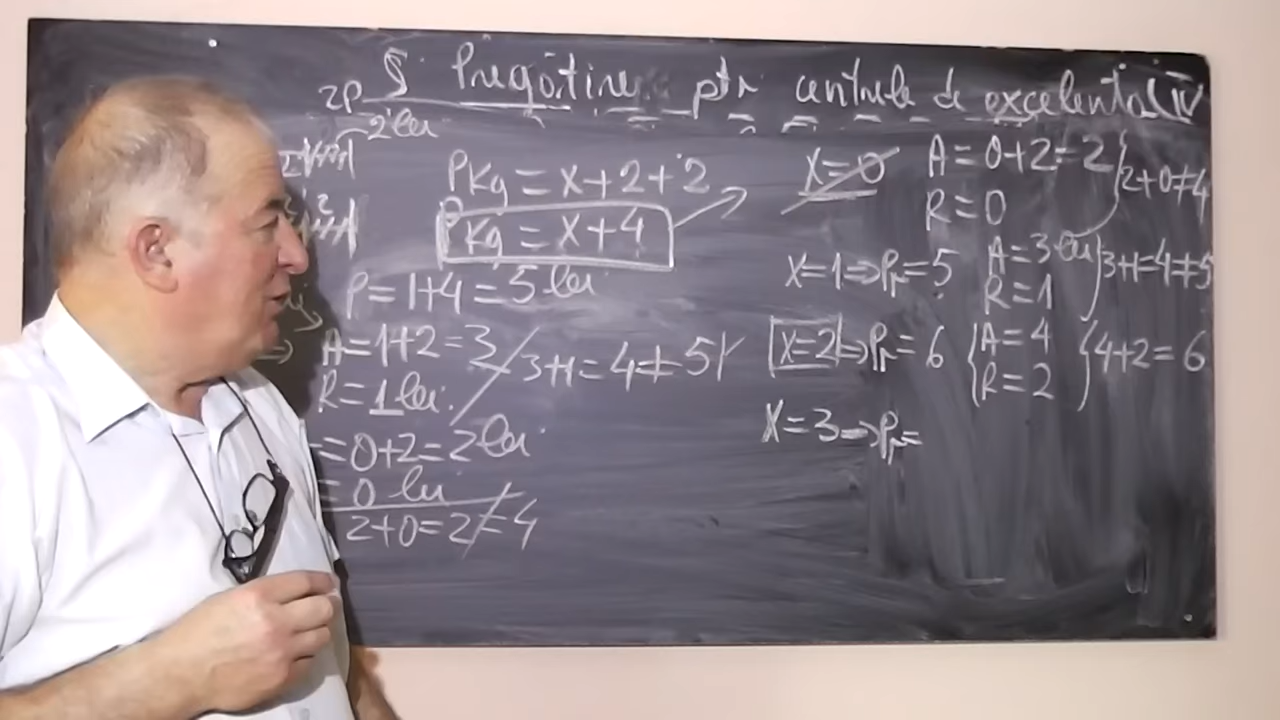 § Pregătire ptr centrele de excelență (IV
2P
2 lei
PKg = x+2+2
PKg = x+4
P=1+4=5 lei
A=1+2=3
R=1 lei.
3+1=4≠5
=0+2=2 lei
=0 lei
2+0=2≠4
X=0
A=0+2=2
R=0
2+0≠4
X=1⇒Pr=5
A=3 lei
R=1
3+1=4≠5
X=2⇒Pr=6
A=4
R=2
4+2=6
X=3⇒Pr=